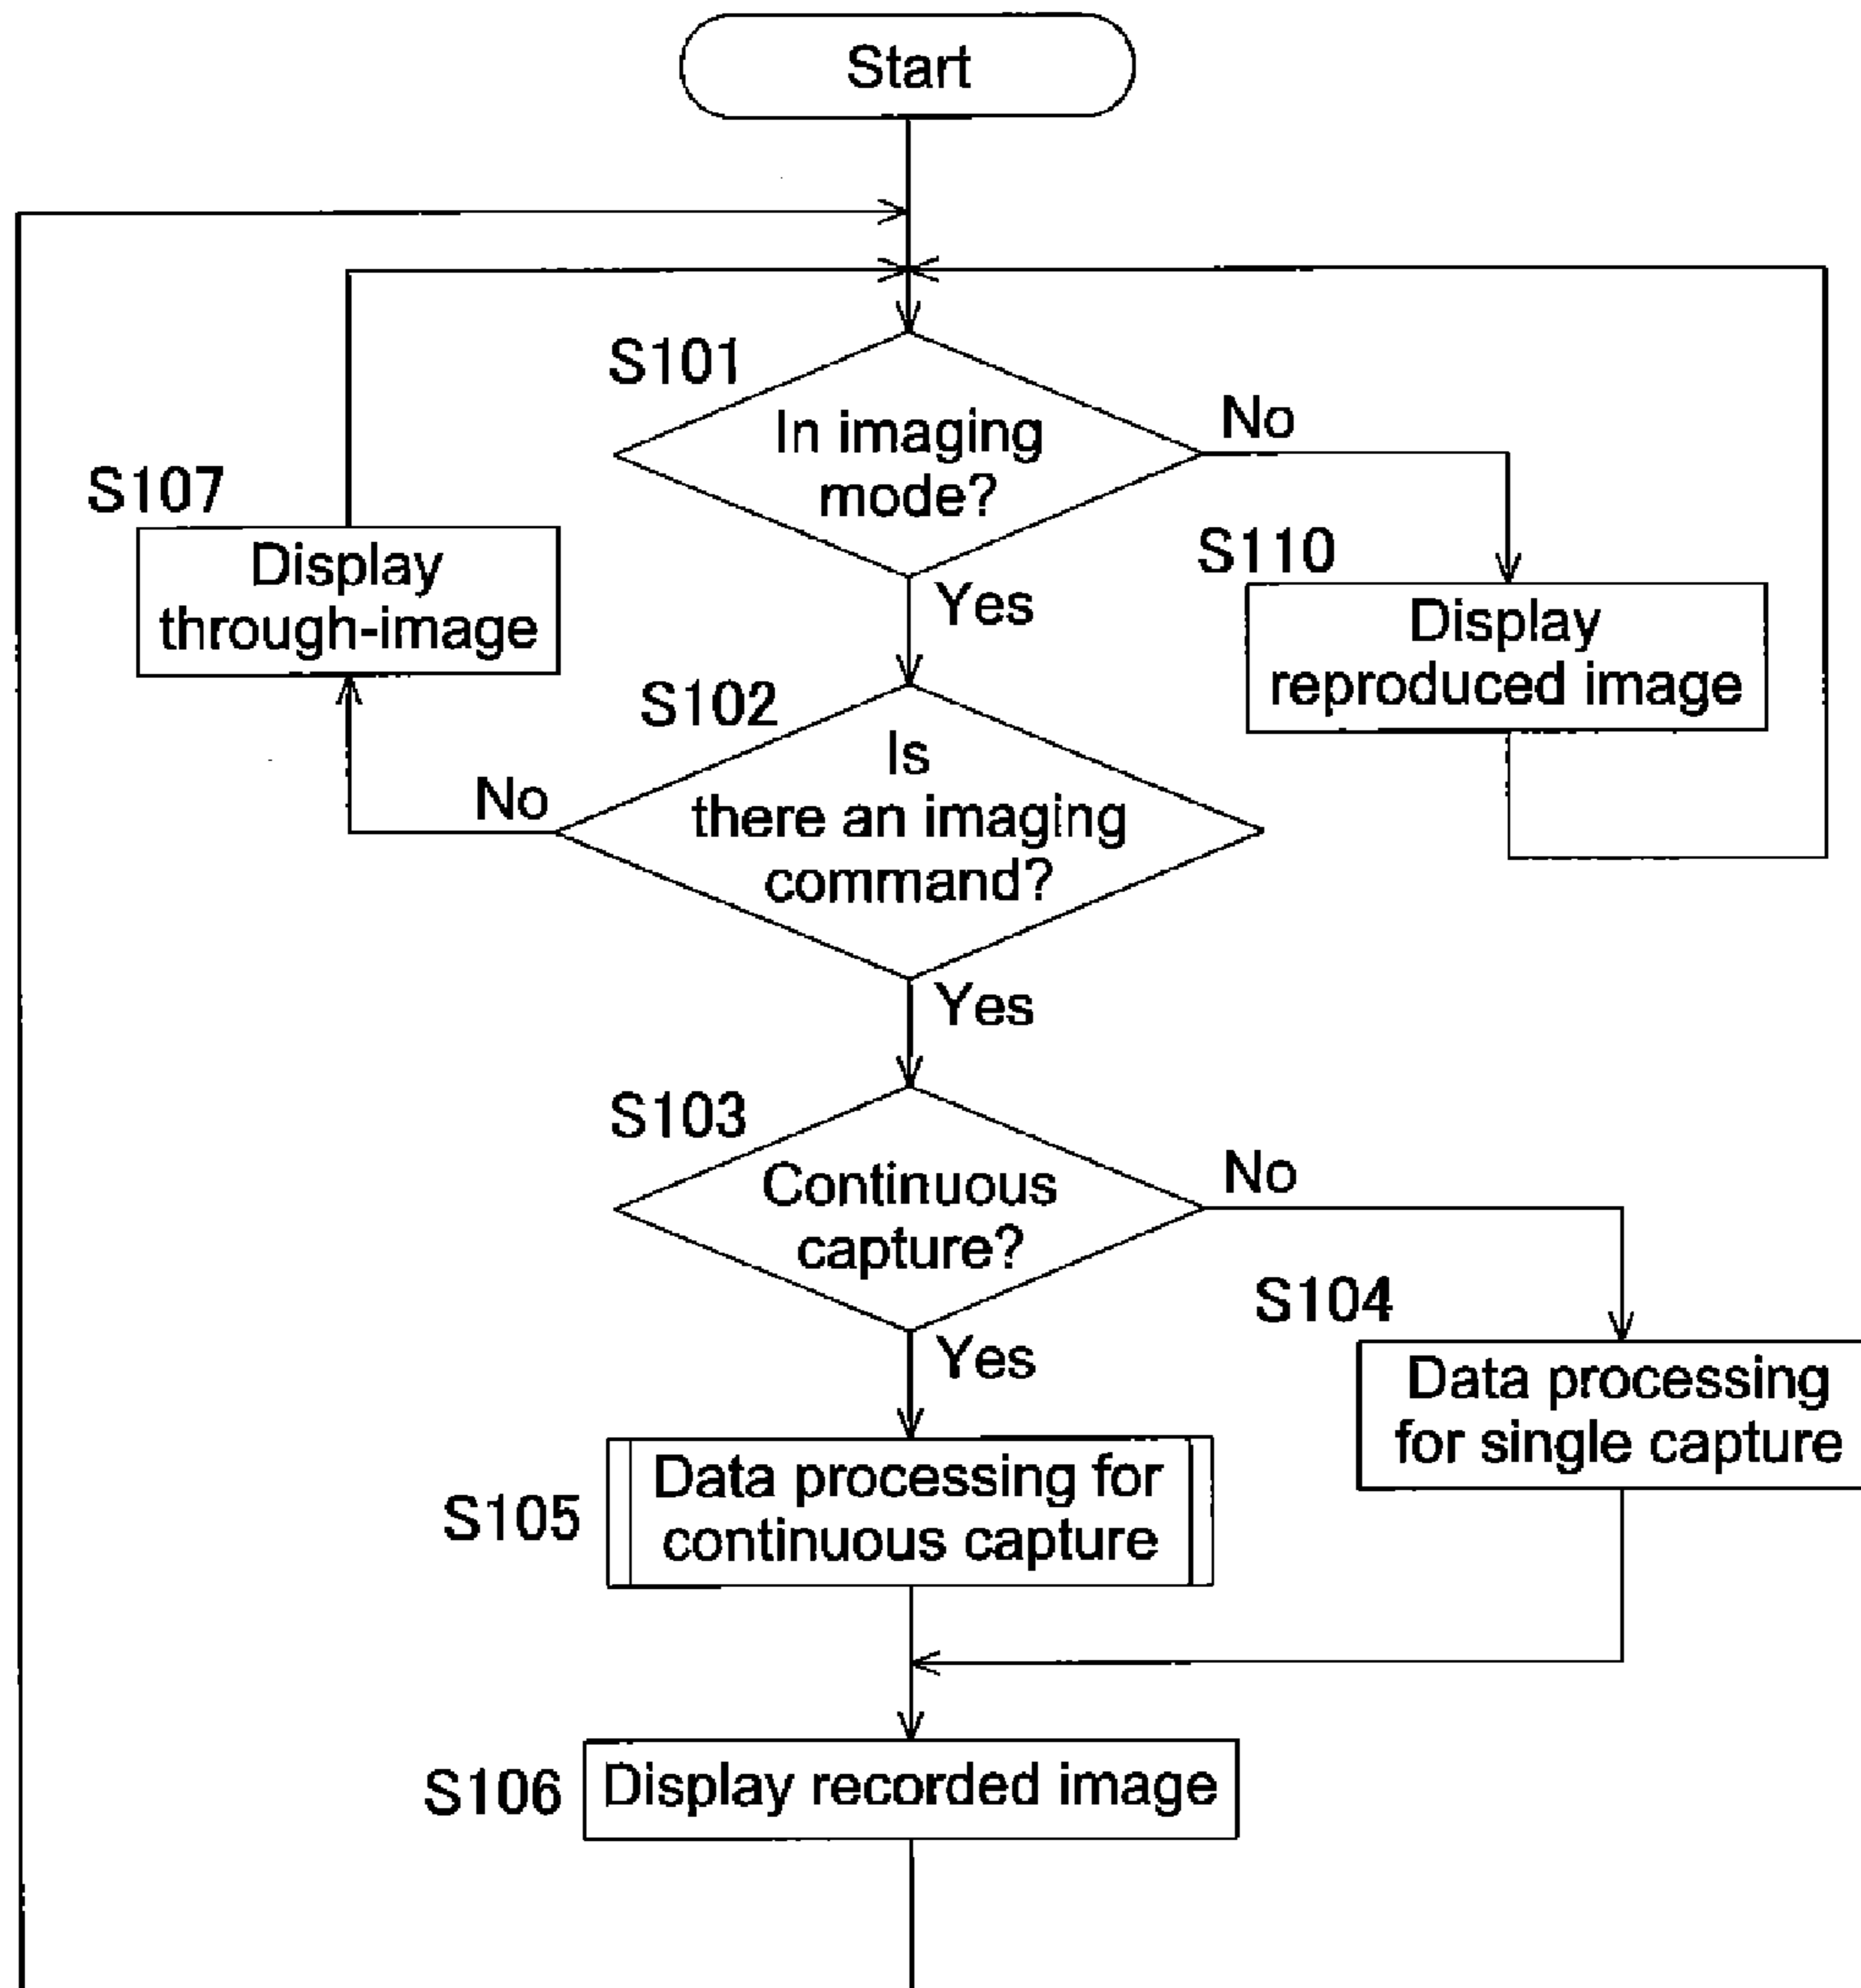 Start
S101
In imaging
mode?
No
Yes
S107
Display
through-image
S110
Display
reproduced image
S102
Is
there an imaging
command?
No
Yes
S103
Continuous
capture?
No
Yes
S104
Data processing
for single capture
S105
Data processing for
continuous capture
S106
Display recorded image